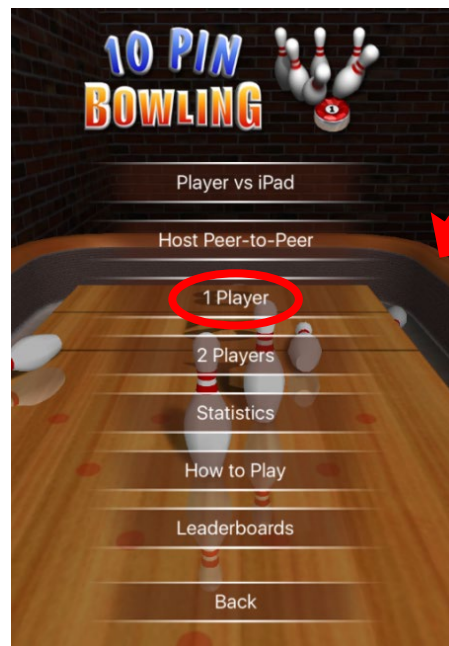 10 PIN
BOWLING
1
Player vs iPad
Host Peer-to-Peer
1 Player
2 Players
Statistics
How to Play
Leaderboards
Back